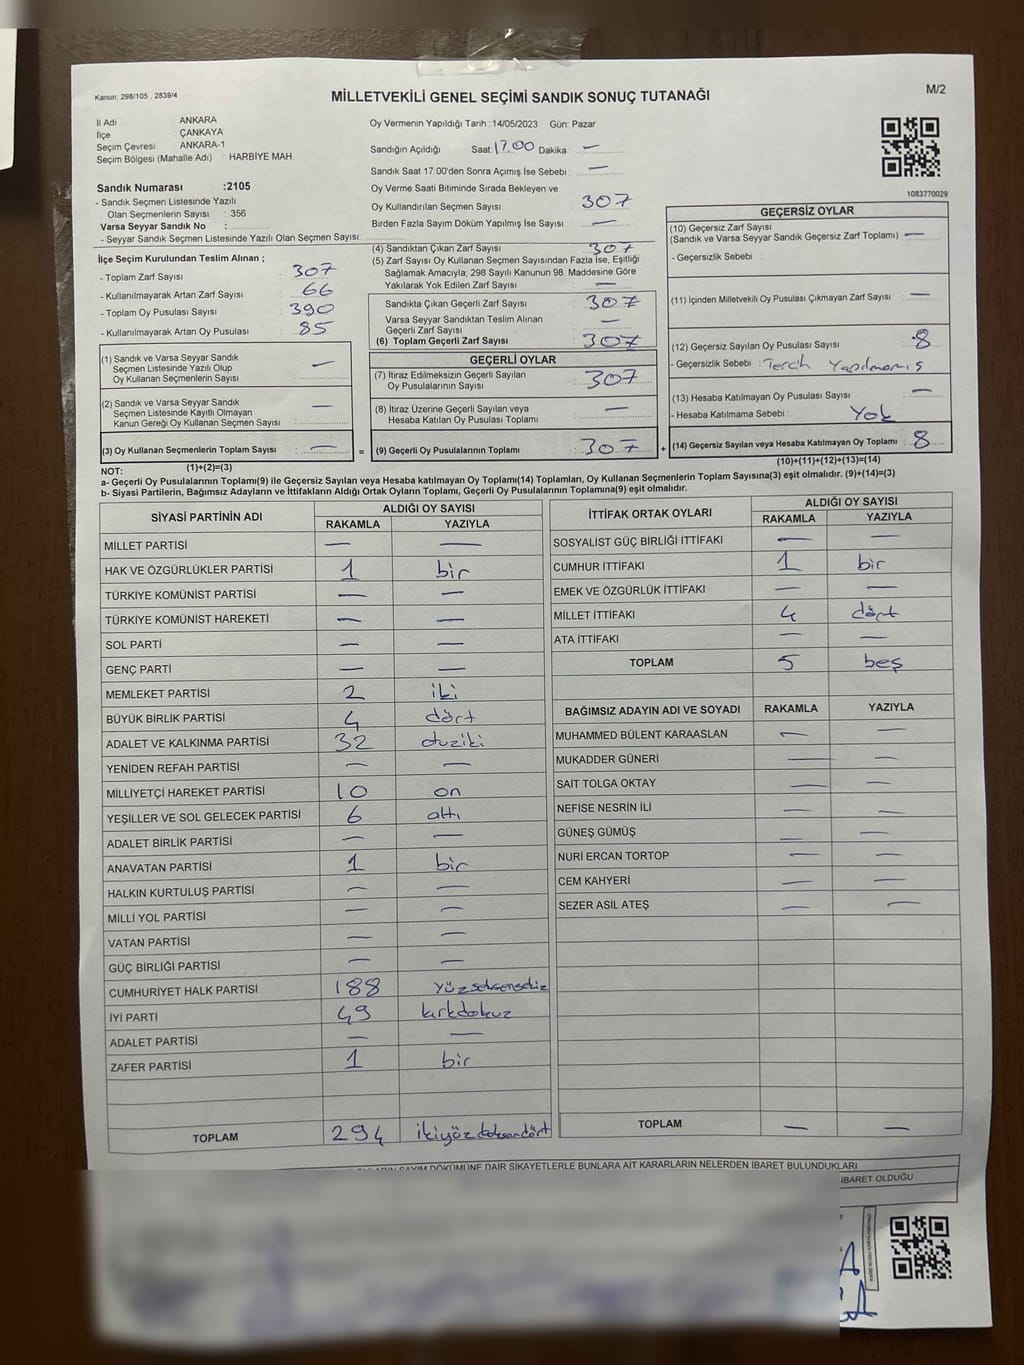 Kanun: 298/105 , 2839/4
MİLLETVEKİLİ GENEL SEÇİMİ SANDIK SONUÇ TUTANAĞI
M/2
İl Adı ANKARA
İlçe ÇANKAYA
Seçim Çevresi ANKARA-1
Seçim Bölgesi (Mahalle Adı) : HARBİYE MAH.
Sandık Numarası :2105
- Sandık Seçmen Listesinde Yazılı
Olan Seçmenlerin Sayısı : 356
Varsa Seyyar Sandık No :
- Seyyar Sandık Seçmen Listesinde Yazılı Olan Seçmen Sayısı:
Oy Vermenin Yapıldığı Tarih :14/05/2023 Gün: Pazar
Sandığın Açıldığı Saat 17.00 Dakika : —
Sandık Saat 17:00'den Sonra Açımış İse Sebebi : —
Oy Verme Saati Bitiminde Sırada Bekleyen ve
Oy Kullandırılan Seçmen Sayısı : 307
Birden Fazla Sayım Döküm Yapılmış İse Sayısı : —
1083770029
İlçe Seçim Kurulundan Teslim Alınan ;
- Toplam Zarf Sayısı : 307
- Kullanılmayarak Artan Zarf Sayısı : 66
- Toplam Oy Pusulası Sayısı : 390
- Kullanılmayarak Artan Oy Pusulası : 85
(1) Sandık ve Varsa Seyyar Sandık
Seçmen Listesinde Yazılı Olup
Oy Kullanan Seçmenlerin Sayısı : —
(2) Sandık ve Varsa Seyyar Sandık
Seçmen Listesinde Kayıtlı Olmayan
Kanun Gereği Oy Kullanan Seçmen Sayısı : —
(3) Oy Kullanan Seçmenlerin Toplam Sayısı : —
(1)+(2)=(3)
(4) Sandıktan Çıkan Zarf Sayısı : 307
(5) Zarf Sayısı Oy Kullanan Seçmen Sayısından Fazla İse, Eşitliği
Sağlamak Amacıyla, 298 Sayılı Kanunun 98. Maddesine Göre
Yakılarak Yok Edilen Zarf Sayısı : —
Sandıkta Çıkan Geçerli Zarf Sayısı : 307
Varsa Seyyar Sandıktan Teslim Alınan
Geçerli Zarf Sayısı : —
(6) Toplam Geçerli Zarf Sayısı : 307
GEÇERLİ OYLAR
(7) İtiraz Edilmeksizin Geçerli Sayılan
Oy Pusulalarının Sayısı : 307
(8) İtiraz Üzerine Geçerli Sayılan veya
Hesaba Katılan Oy Pusulası Toplamı : —
= (9) Geçerli Oy Pusulalarının Toplamı : 307 +
GEÇERSİZ OYLAR
(10) Geçersiz Zarf Sayısı
(Sandık ve Varsa Seyyar Sandık Geçersiz Zarf Toplamı) : —
- Geçersizlik Sebebi :
(11) İçinden Milletvekili Oy Pusulası Çıkmayan Zarf Sayısı : —
(12) Geçersiz Sayılan Oy Pusulası Sayısı : 8
- Geçersizlik Sebebi : Tercih Yapılmamış
(13) Hesaba Katılmayan Oy Pusulası Sayısı : —
- Hesaba Katılmama Sebebi : Yok
(14) Geçersiz Sayılan veya Hesaba Katılmayan Oy Toplamı : 8
(10)+(11)+(12)+(13)=(14)
NOT:
a- Geçerli Oy Pusulalarının Toplamı(9) ile Geçersiz Sayılan veya Hesaba katılmayan Oy Toplamı(14) Toplamları, Oy Kullanan Seçmenlerin Toplam Sayısına(3) eşit olmalıdır. (9)+(14)=(3)
b- Siyasi Partilerin, Bağımsız Adayların ve İttifakların Aldığı Ortak Oyların Toplamı, Geçerli Oy Pusulalarının Toplamına(9) eşit olmalıdır.
SİYASİ PARTİNİN ADI ALDIĞI OY SAYISI
RAKAMLA YAZIYLA
MİLLET PARTİSİ — —
HAK VE ÖZGÜRLÜKLER PARTİSİ 1 bir
TÜRKİYE KOMÜNİST PARTİSİ — —
TÜRKİYE KOMÜNİST HAREKETİ — —
SOL PARTİ — —
GENÇ PARTİ — —
MEMLEKET PARTİSİ 2 iki
BÜYÜK BİRLİK PARTİSİ 4 dört
ADALET VE KALKINMA PARTİSİ 32 otuziki
YENİDEN REFAH PARTİSİ — —
MİLLİYETÇİ HAREKET PARTİSİ 10 on
YEŞİLLER VE SOL GELECEK PARTİSİ 6 altı
ADALET BİRLİK PARTİSİ — —
ANAVATAN PARTİSİ 1 bir
HALKIN KURTULUŞ PARTİSİ — —
MİLLİ YOL PARTİSİ — —
VATAN PARTİSİ — —
GÜÇ BİRLİĞİ PARTİSİ — —
CUMHURİYET HALK PARTİSİ 188 yüzseksensekiz
İYİ PARTİ 49 kırkdokuz
ADALET PARTİSİ — —
ZAFER PARTİSİ 1 bir
TOPLAM 294 ikiyüzdoksandört
İTTİFAK ORTAK OYLARI ALDIĞI OY SAYISI
RAKAMLA YAZIYLA
SOSYALİST GÜÇ BİRLİĞİ İTTİFAKI — —
CUMHUR İTTİFAKI 1 bir
EMEK VE ÖZGÜRLÜK İTTİFAKI — —
MİLLET İTTİFAKI 4 dört
ATA İTTİFAKI — —
TOPLAM 5 beş
BAĞIMSIZ ADAYIN ADI VE SOYADI RAKAMLA YAZIYLA
MUHAMMED BÜLENT KARAASLAN — —
MUKADDER GÜNERİ — —
SAİT TOLGA OKTAY — —
NEFİSE NESRİN İLİ — —
GÜNEŞ GÜMÜŞ — —
NURİ ERCAN TORTOP — —
CEM KAHYERİ — —
SEZER ASİL ATEŞ — —
TOPLAM — —
SAYIM DÖKÜMÜNE DAİR ŞİKAYETLERLE BUNLARA AİT KARARLARIN NELERDEN İBARET BULUNDUKLARI
İBARET OLDUĞU